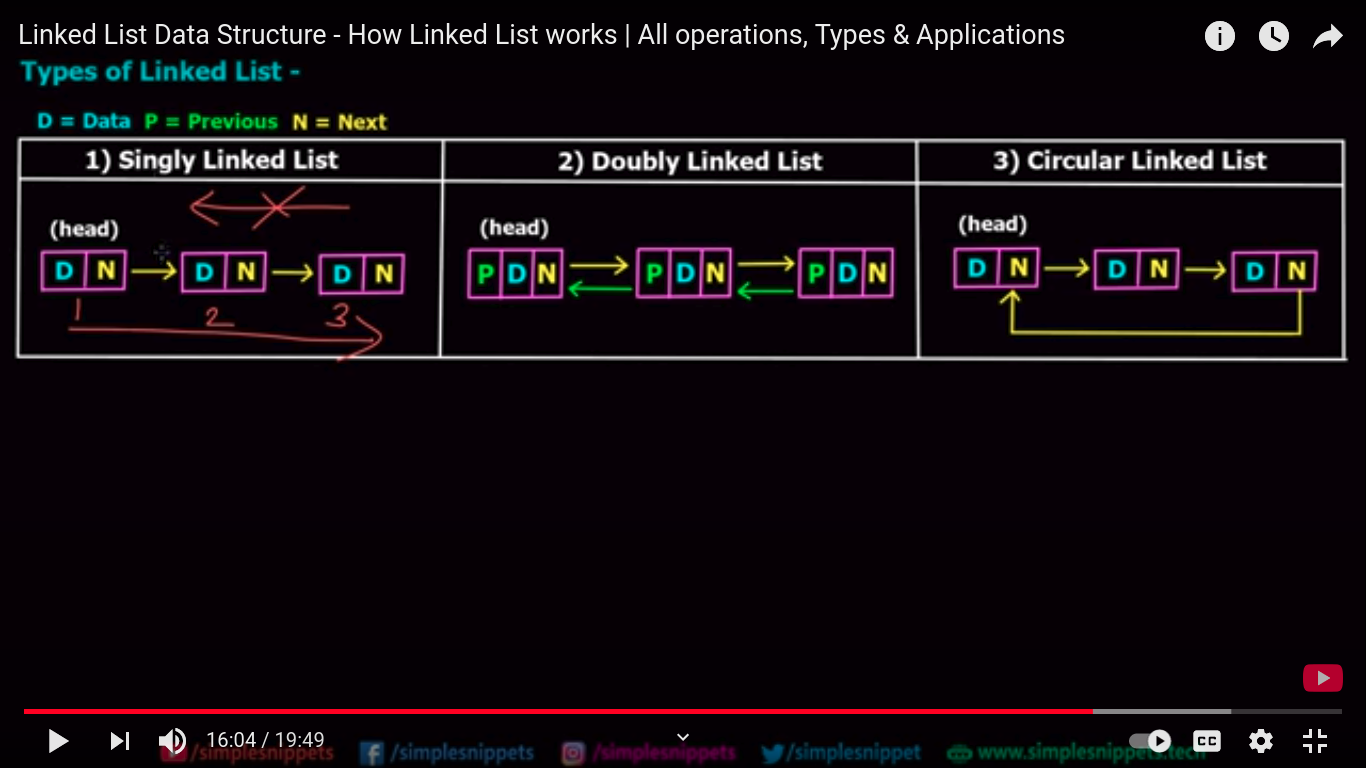 Linked List Data Structure - How Linked List works | All operations, Types & Applications
Types of Linked List -
D = Data P = Previous N = Next
1) Singly Linked List
2) Doubly Linked List
3) Circular Linked List
(head)
(head)
(head)
D N D N D N
P D N P D N P D N
D N D N D N
1 2 3
16:04 / 19:49
CC
/simplesnippets
/simplesnippets
/simplesnippets
/simplesnippet
www.simplesnippets.tech